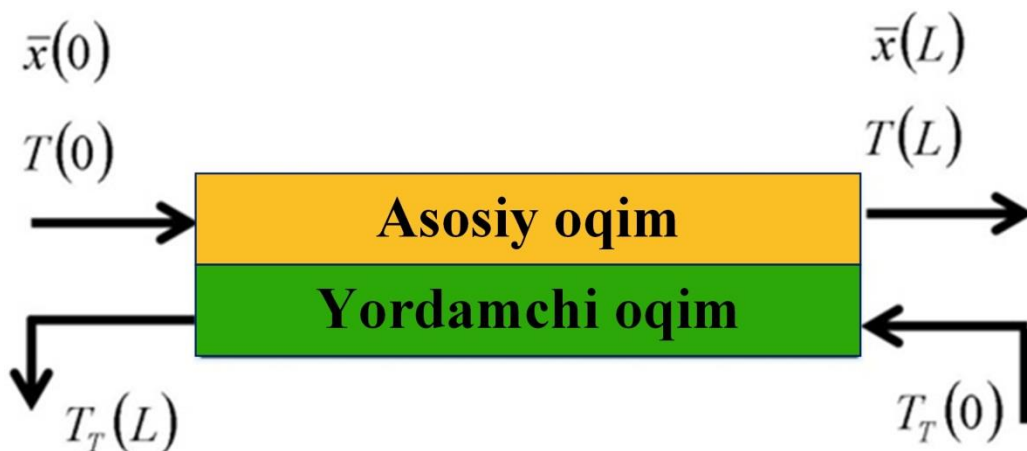 x̄(0)
x̄(L)
T(0)
T(L)
Asosiy oqim
Yordamchi oqim
T_T(L)
T_T(0)